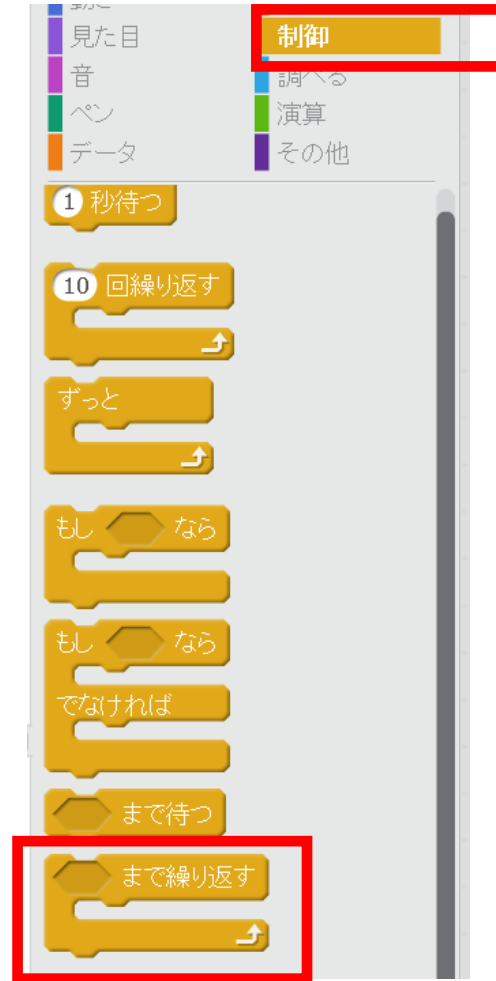 動き
見た目
制御
音
調べる
ペン
演算
データ
その他
1 秒待つ
10 回繰り返す
ずっと
もし なら
もし なら
でなければ
まで待つ
まで繰り返す